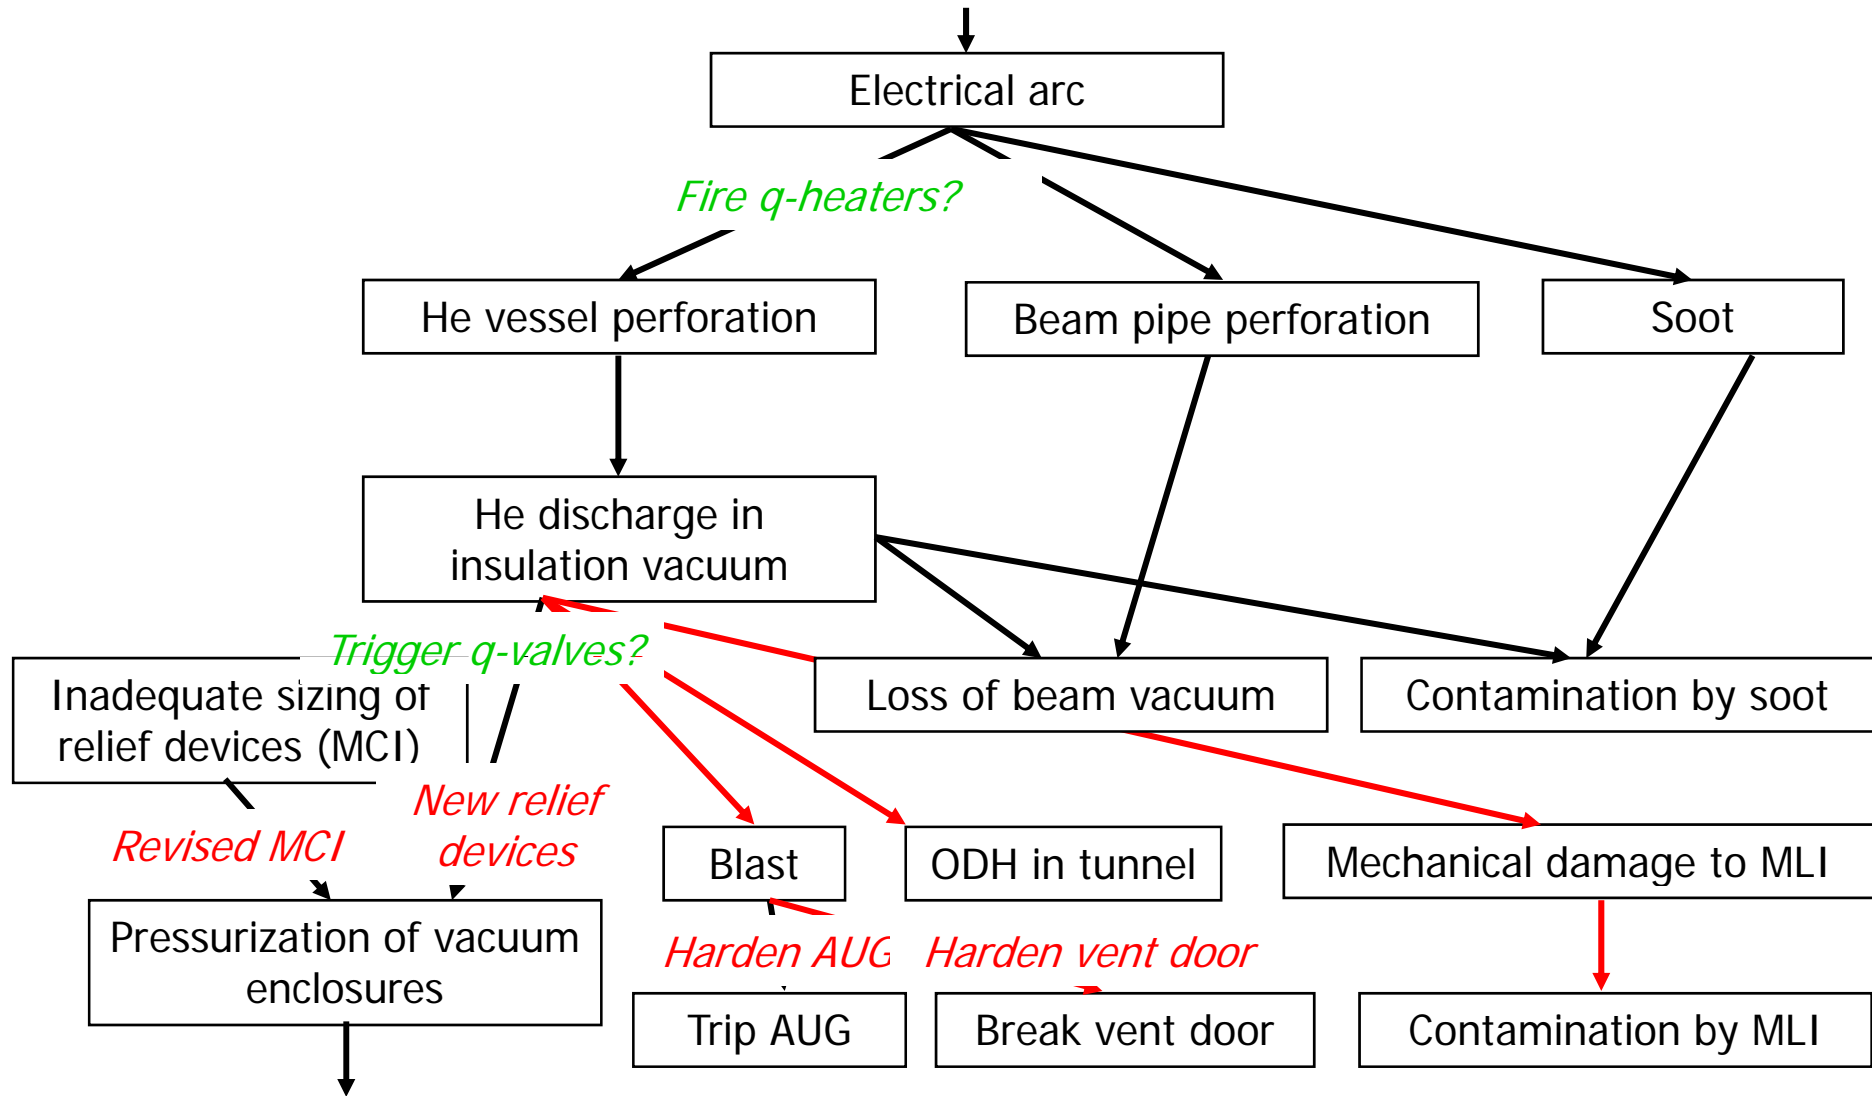 Electrical arc
Fire q-heaters?
He vessel perforation
Beam pipe perforation
Soot
He discharge in
insulation vacuum
Trigger q-valves?
Inadequate sizing of
relief devices (MCI)
Loss of beam vacuum
Contamination by soot
New relief
devices
Revised MCI
Blast
ODH in tunnel
Mechanical damage to MLI
Pressurization of vacuum
enclosures
Harden AUG
Harden vent door
Trip AUG
Break vent door
Contamination by MLI